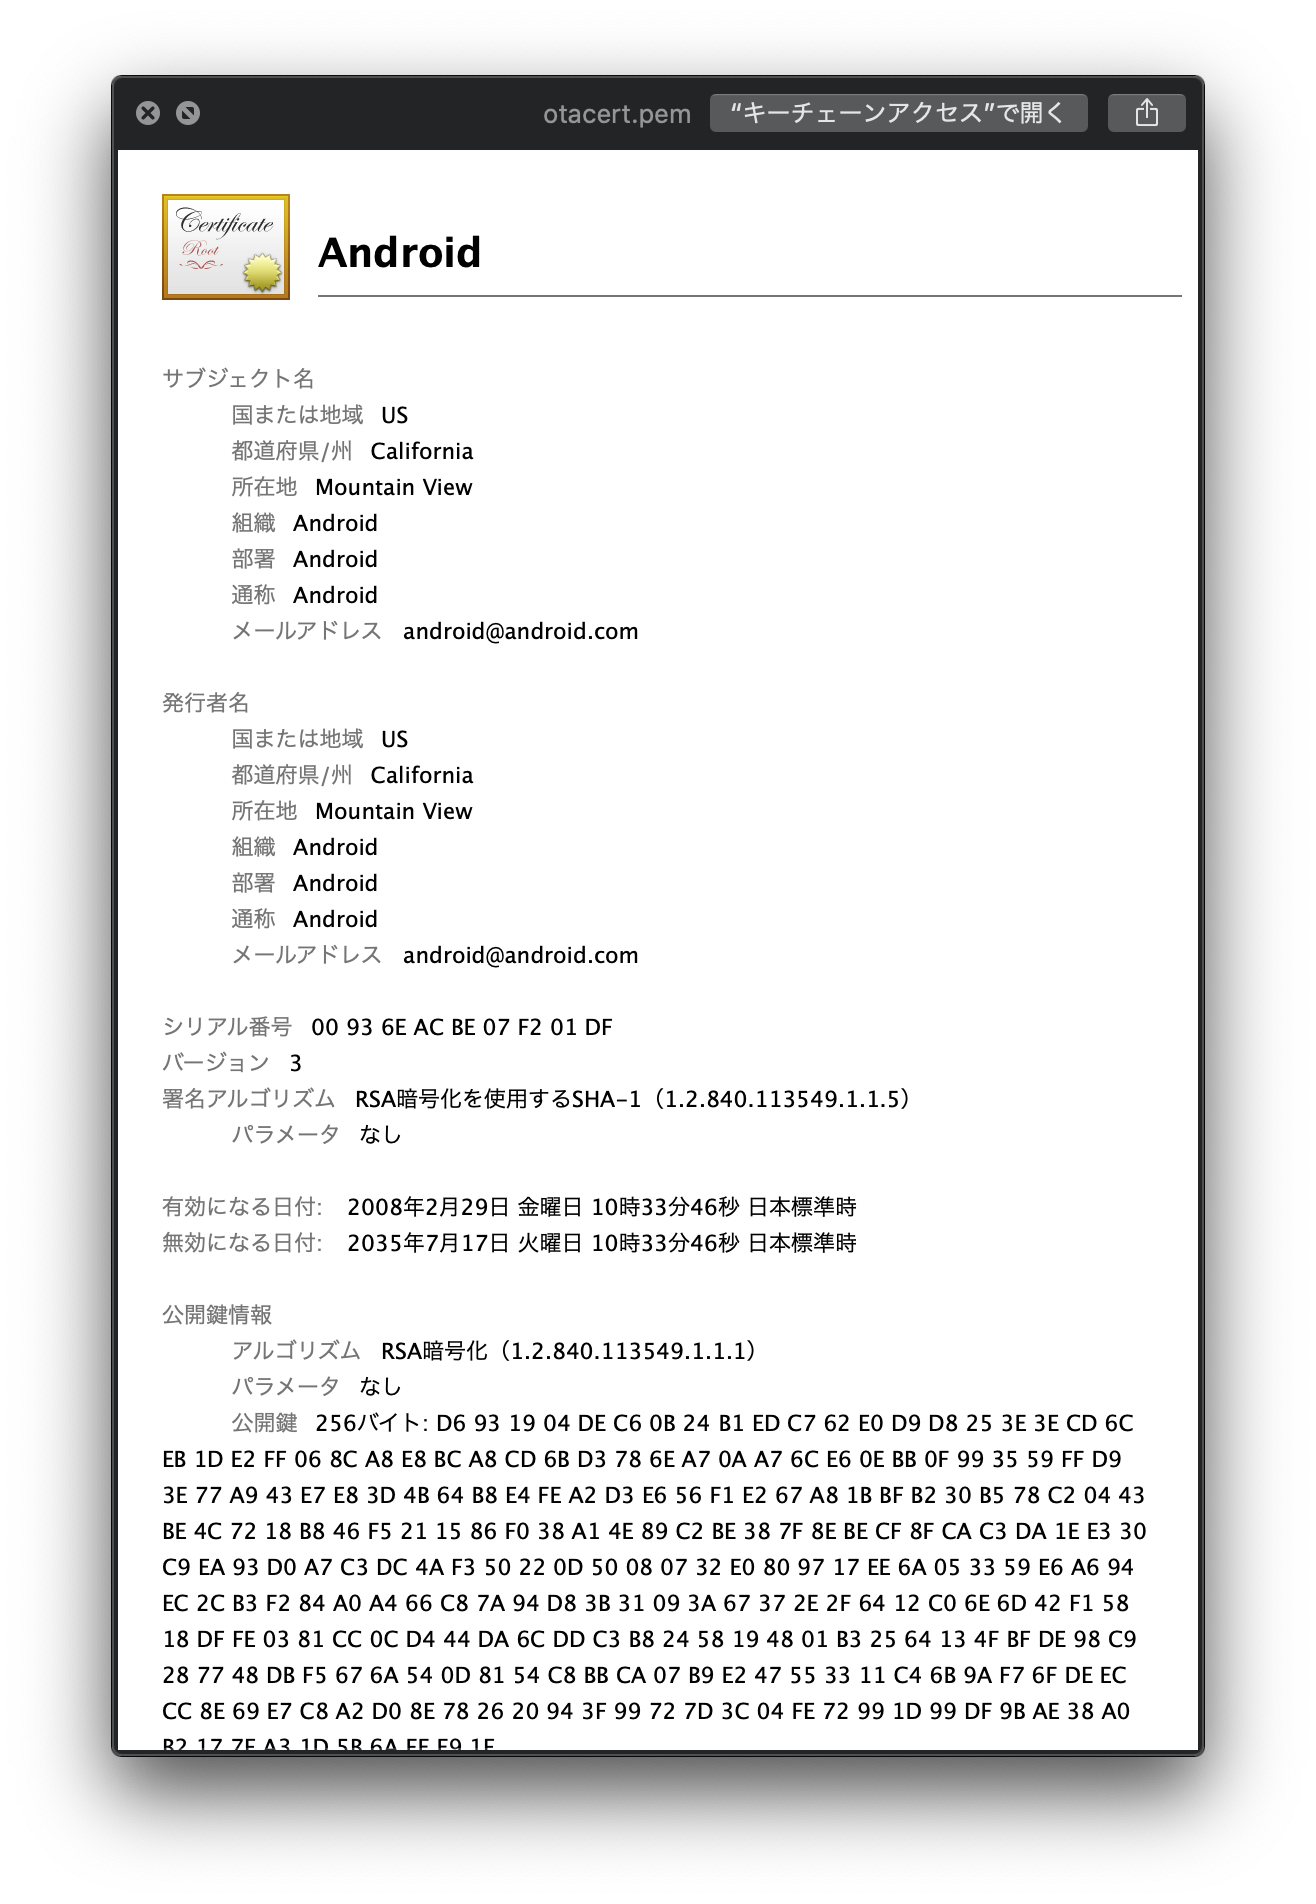 otacert.pem “キーチェーンアクセス”で開く
Certificate
Root
Android
サブジェクト名
国または地域 US
都道府県/州 California
所在地 Mountain View
組織 Android
部署 Android
通称 Android
メールアドレス android@android.com
発行者名
国または地域 US
都道府県/州 California
所在地 Mountain View
組織 Android
部署 Android
通称 Android
メールアドレス android@android.com
シリアル番号 00 93 6E AC BE 07 F2 01 DF
バージョン 3
署名アルゴリズム RSA暗号化を使用するSHA-1（1.2.840.113549.1.1.5）
パラメータ なし
有効になる日付: 2008年2月29日 金曜日 10時33分46秒 日本標準時
無効になる日付: 2035年7月17日 火曜日 10時33分46秒 日本標準時
公開鍵情報
アルゴリズム RSA暗号化（1.2.840.113549.1.1.1）
パラメータ なし
公開鍵 256バイト: D6 93 19 04 DE C6 0B 24 B1 ED C7 62 E0 D9 D8 25 3E 3E CD 6C
EB 1D E2 FF 06 8C A8 E8 BC A8 CD 6B D3 78 6E A7 0A A7 6C E6 0E BB 0F 99 35 59 FF D9
3E 77 A9 43 E7 E8 3D 4B 64 B8 E4 FE A2 D3 E6 56 F1 E2 67 A8 1B BF B2 30 B5 78 C2 04 43
BE 4C 72 18 B8 46 F5 21 15 86 F0 38 A1 4E 89 C2 BE 38 7F 8E BE CF 8F CA C3 DA 1E E3 30
C9 EA 93 D0 A7 C3 DC 4A F3 50 22 0D 50 08 07 32 E0 80 97 17 EE 6A 05 33 59 E6 A6 94
EC 2C B3 F2 84 A0 A4 66 C8 7A 94 D8 3B 31 09 3A 67 37 2E 2F 64 12 C0 6E 6D 42 F1 58
18 DF FE 03 81 CC 0C D4 44 DA 6C DD C3 B8 24 58 19 48 01 B3 25 64 13 4F BF DE 98 C9
28 77 48 DB F5 67 6A 54 0D 81 54 C8 BB CA 07 B9 E2 47 55 33 11 C4 6B 9A F7 6F DE EC
CC 8E 69 E7 C8 A2 D0 8E 78 26 20 94 3F 99 72 7D 3C 04 FE 72 99 1D 99 DF 9B AE 38 A0
B2 17 7F A3 1D 5B 6A FE E9 1F